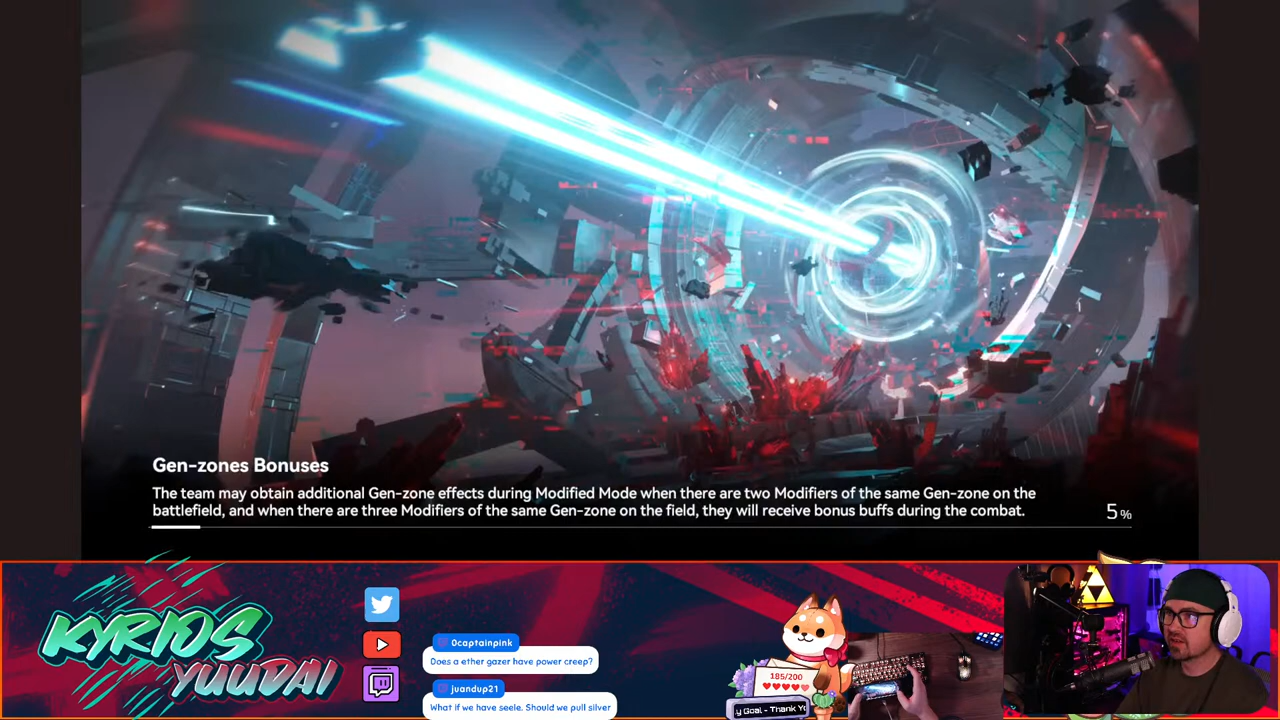 Gen-zones Bonuses
The team may obtain additional Gen-zone effects during Modified Mode when there are two Modifiers of the same Gen-zone on the
battlefield, and when there are three Modifiers of the same Gen-zone on the field, they will receive bonus buffs during the combat.
5%
KYRIOS
YUUDAI
0captainpink
Does a ether gazer have power creep?
juandup21
What if we have seele. Should we pull silver
185/200
y Goal - Thank Y